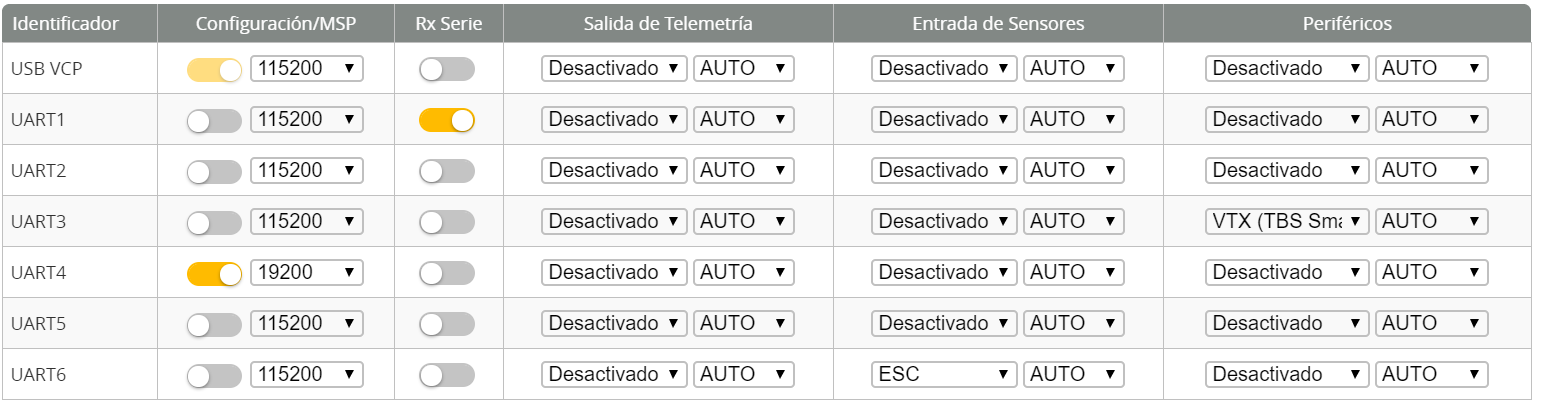 Identificador Configuración/MSP Rx Serie Salida de Telemetría Entrada de Sensores Periféricos
USB VCP 115200 Desactivado AUTO Desactivado AUTO Desactivado AUTO
UART1 115200 Desactivado AUTO Desactivado AUTO Desactivado AUTO
UART2 115200 Desactivado AUTO Desactivado AUTO Desactivado AUTO
UART3 115200 Desactivado AUTO Desactivado AUTO VTX (TBS Sma AUTO
UART4 19200 Desactivado AUTO Desactivado AUTO Desactivado AUTO
UART5 115200 Desactivado AUTO Desactivado AUTO Desactivado AUTO
UART6 115200 Desactivado AUTO ESC AUTO Desactivado AUTO